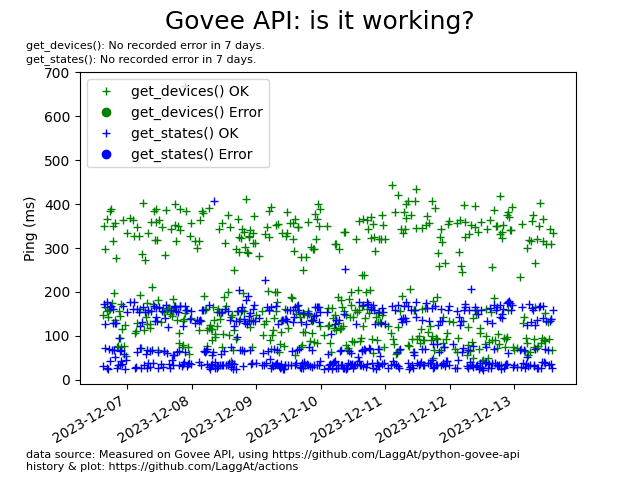 Govee API: is it working?
get_devices(): No recorded error in 7 days.
get_states(): No recorded error in 7 days.
700
600
500
400
300
200
100
0
Ping (ms)
get_devices() OK
get_devices() Error
get_states() OK
get_states() Error
2023-12-07
2023-12-08
2023-12-09
2023-12-10
2023-12-11
2023-12-12
2023-12-13
data source: Measured on Govee API, using https://github.com/LaggAt/python-govee-api
history & plot: https://github.com/LaggAt/actions